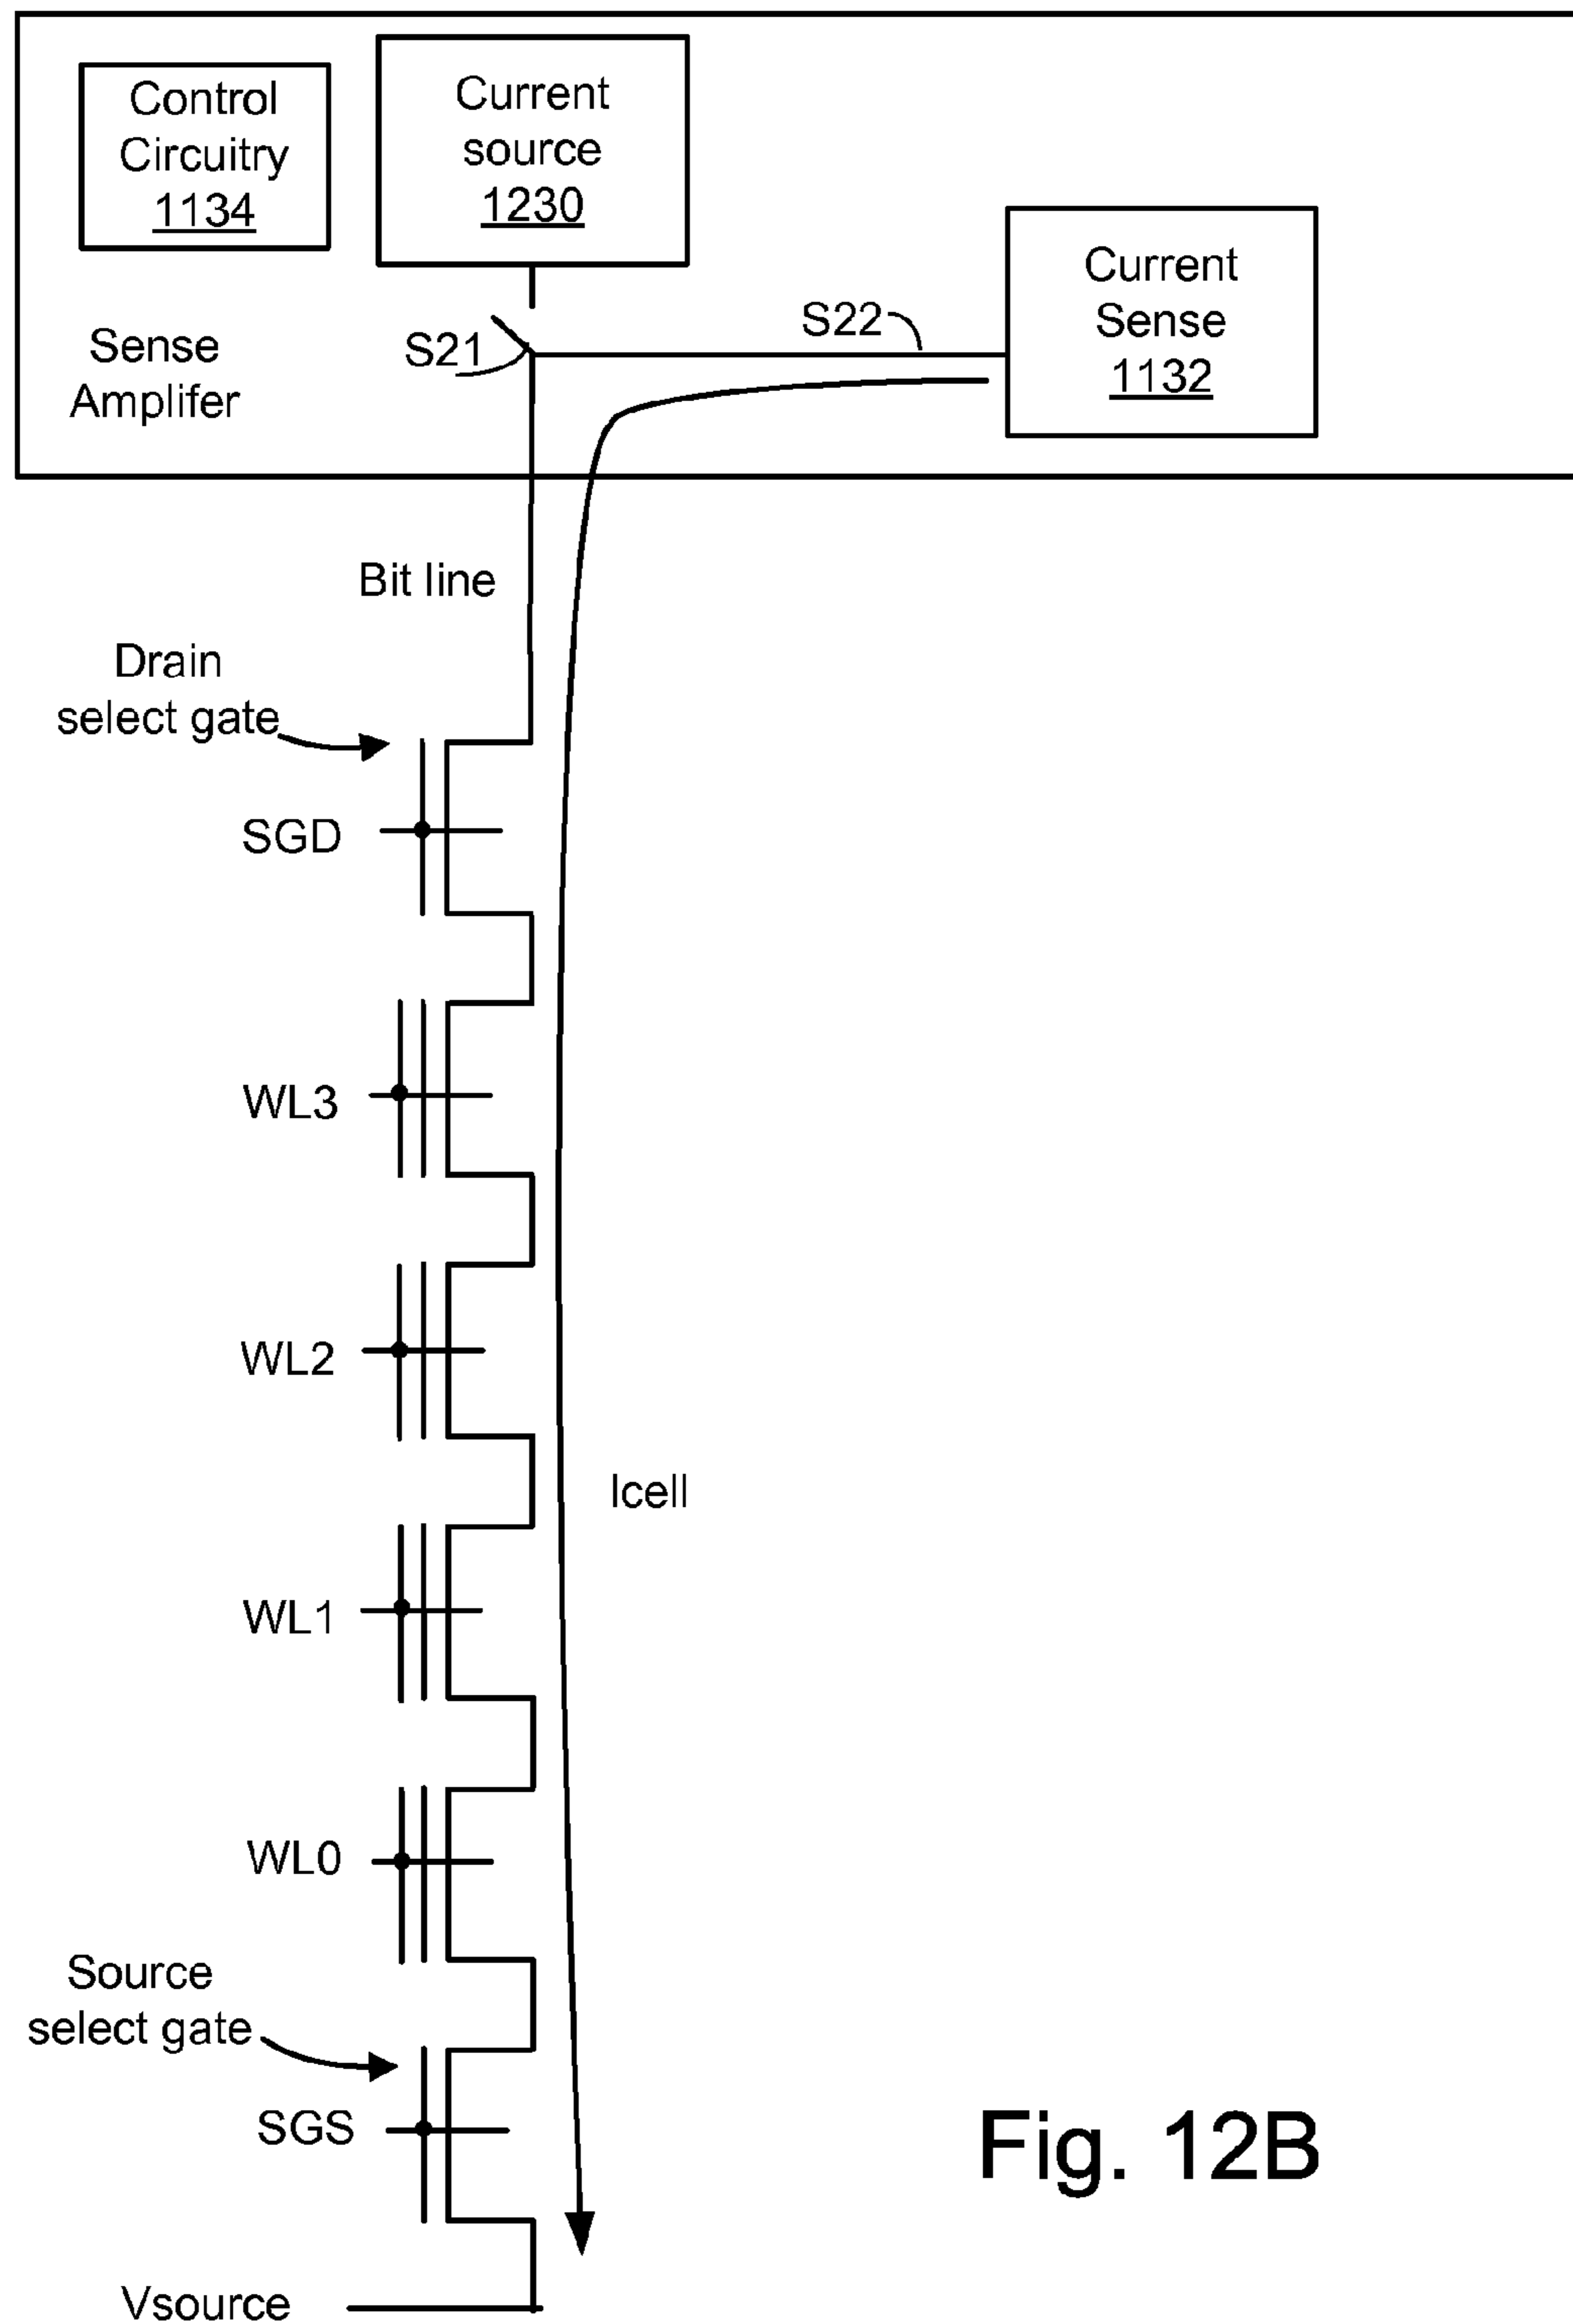 Control
Circuitry
1134
Current
source
1230
Current
Sense
1132
Sense
Amplifer
S21
S22
Bit line
Drain
select gate
SGD
WL3
WL2
Icell
WL1
WL0
Source
select gate
SGS
Vsource
Fig. 12B